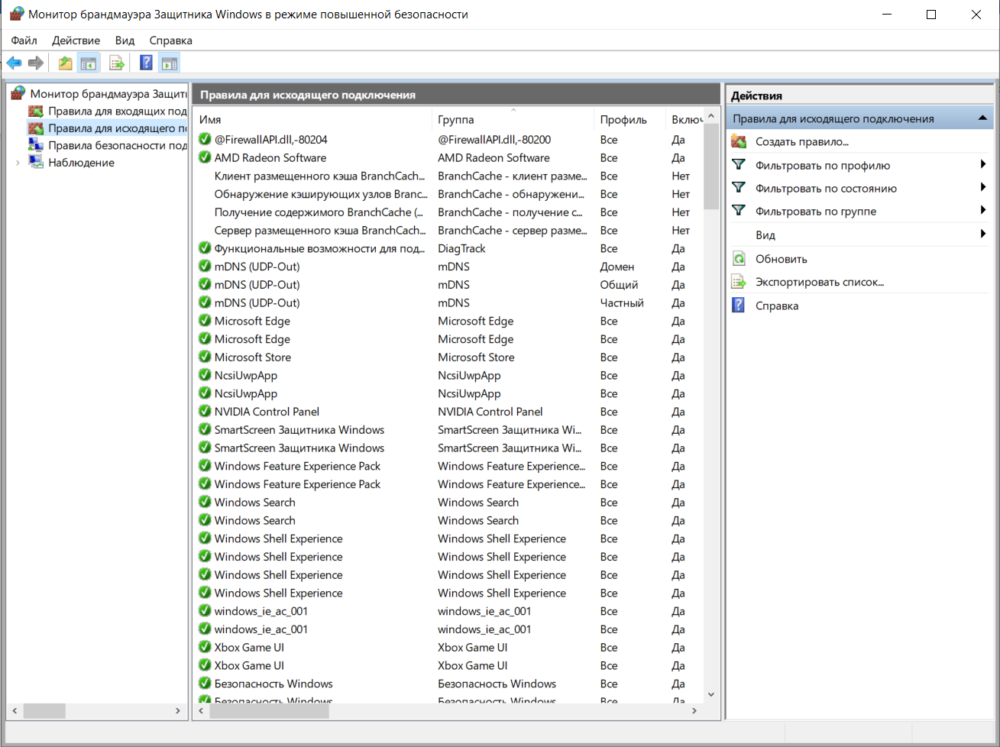 Монитор брандмауэра Защитника Windows в режиме повышенной безопасности
Файл Действие Вид Справка
Монитор брандмауэра Защитн
Правила для входящих под
Правила для исходящего по
Правила безопасности под
Наблюдение
Правила для исходящего подключения
Имя Группа Профиль Включ
@FirewallAPI.dll,-80204 @FirewallAPI.dll,-80200 Все Да
AMD Radeon Software AMD Radeon Software Все Да
Клиент размещенного кэша BranchCach... BranchCache - клиент разме... Все Нет
Обнаружение кэширующих узлов Branc... BranchCache - обнаружени... Все Нет
Получение содержимого BranchCache (... BranchCache - получение с... Все Нет
Сервер размещенного кэша BranchCach... BranchCache - сервер разме... Все Нет
Функциональные возможности для под... DiagTrack Все Да
mDNS (UDP-Out) mDNS Домен Да
mDNS (UDP-Out) mDNS Общий Да
mDNS (UDP-Out) mDNS Частный Да
Microsoft Edge Microsoft Edge Все Да
Microsoft Edge Microsoft Edge Все Да
Microsoft Store Microsoft Store Все Да
NcsiUwpApp NcsiUwpApp Все Да
NcsiUwpApp NcsiUwpApp Все Да
NVIDIA Control Panel NVIDIA Control Panel Все Да
SmartScreen Защитника Windows SmartScreen Защитника Wi... Все Да
SmartScreen Защитника Windows SmartScreen Защитника Wi... Все Да
Windows Feature Experience Pack Windows Feature Experience... Все Да
Windows Feature Experience Pack Windows Feature Experience... Все Да
Windows Search Windows Search Все Да
Windows Search Windows Search Все Да
Windows Shell Experience Windows Shell Experience Все Да
Windows Shell Experience Windows Shell Experience Все Да
Windows Shell Experience Windows Shell Experience Все Да
Windows Shell Experience Windows Shell Experience Все Да
windows_ie_ac_001 windows_ie_ac_001 Все Да
windows_ie_ac_001 windows_ie_ac_001 Все Да
Xbox Game UI Xbox Game UI Все Да
Xbox Game UI Xbox Game UI Все Да
Безопасность Windows Безопасность Windows Все Да
Безопасность Windows Безопасность Windows Все Да
Действия
Правила для исходящего подключения
Создать правило...
Фильтровать по профилю
Фильтровать по состоянию
Фильтровать по группе
Вид
Обновить
Экспортировать список...
Справка